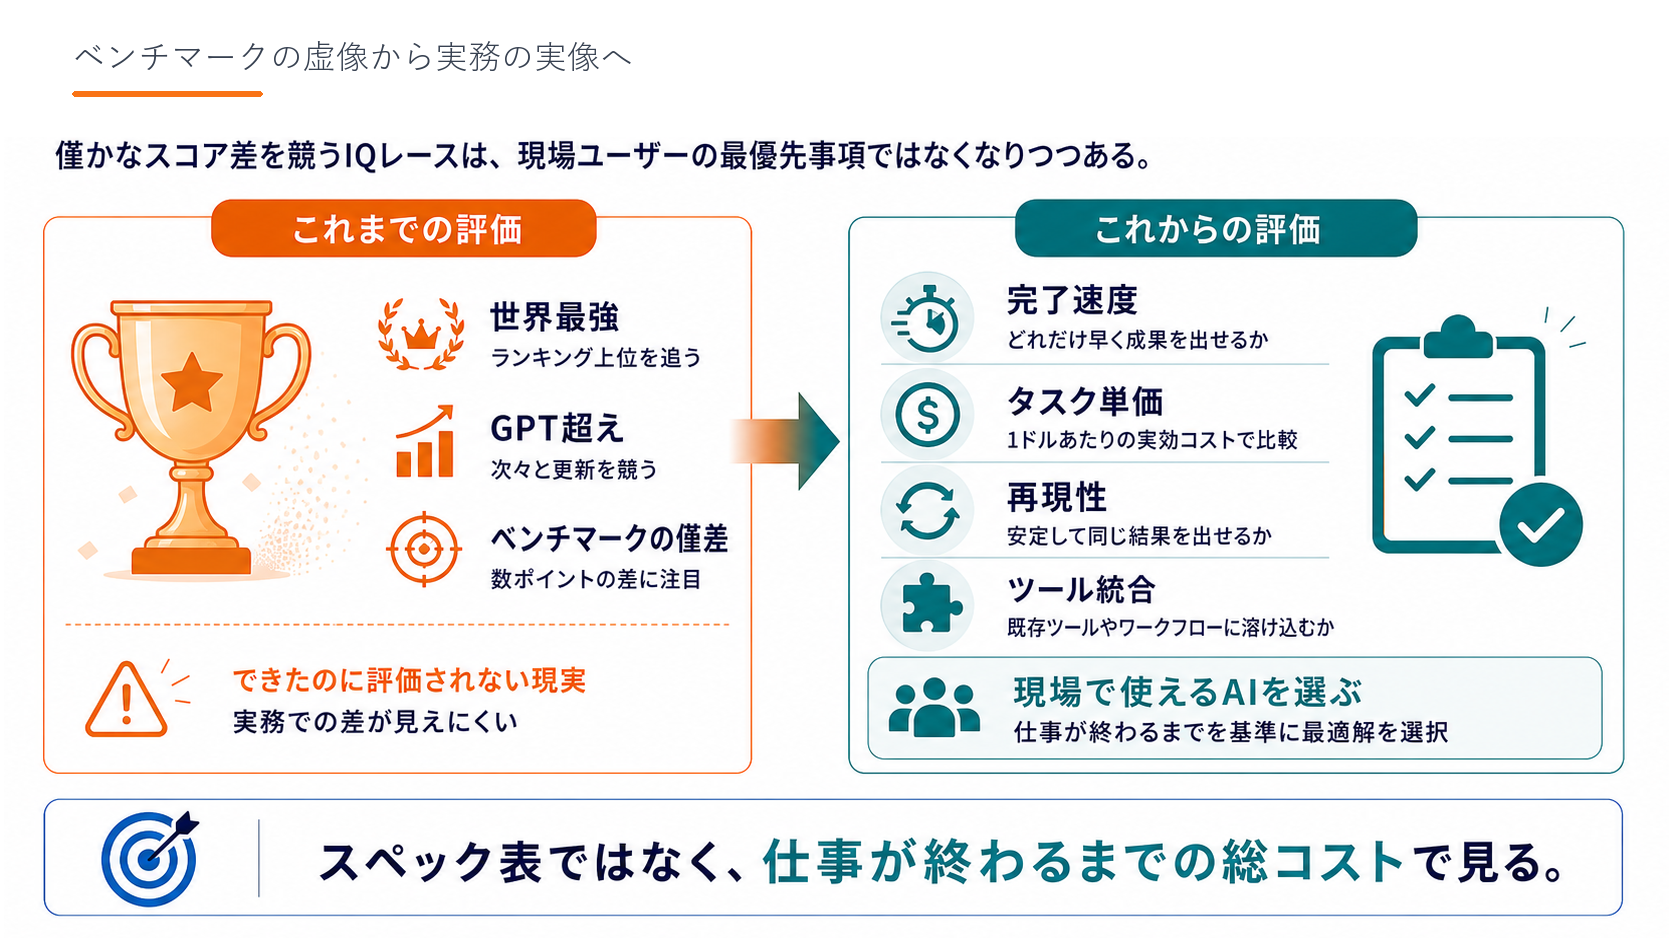 ベンチマークの虚像から実務の実像へ
僅かなスコア差を競うIQレースは、現場ユーザーの最優先事項ではなくなりつつある。
これまでの評価
世界最強
ランキング上位を追う
GPT超え
次々と更新を競う
ベンチマークの僅差
数ポイントの差に注目
できたのに評価されない現実
実務での差が見えにくい
これからの評価
完了速度
どれだけ早く成果を出せるか
$
タスク単価
1ドルあたりの実効コストで比較
再現性
安定して同じ結果を出せるか
ツール統合
既存ツールやワークフローに溶け込むか
現場で使えるAIを選ぶ
仕事が終わるまでを基準に最適解を選択
スペック表ではなく、仕事が終わるまでの総コストで見る。